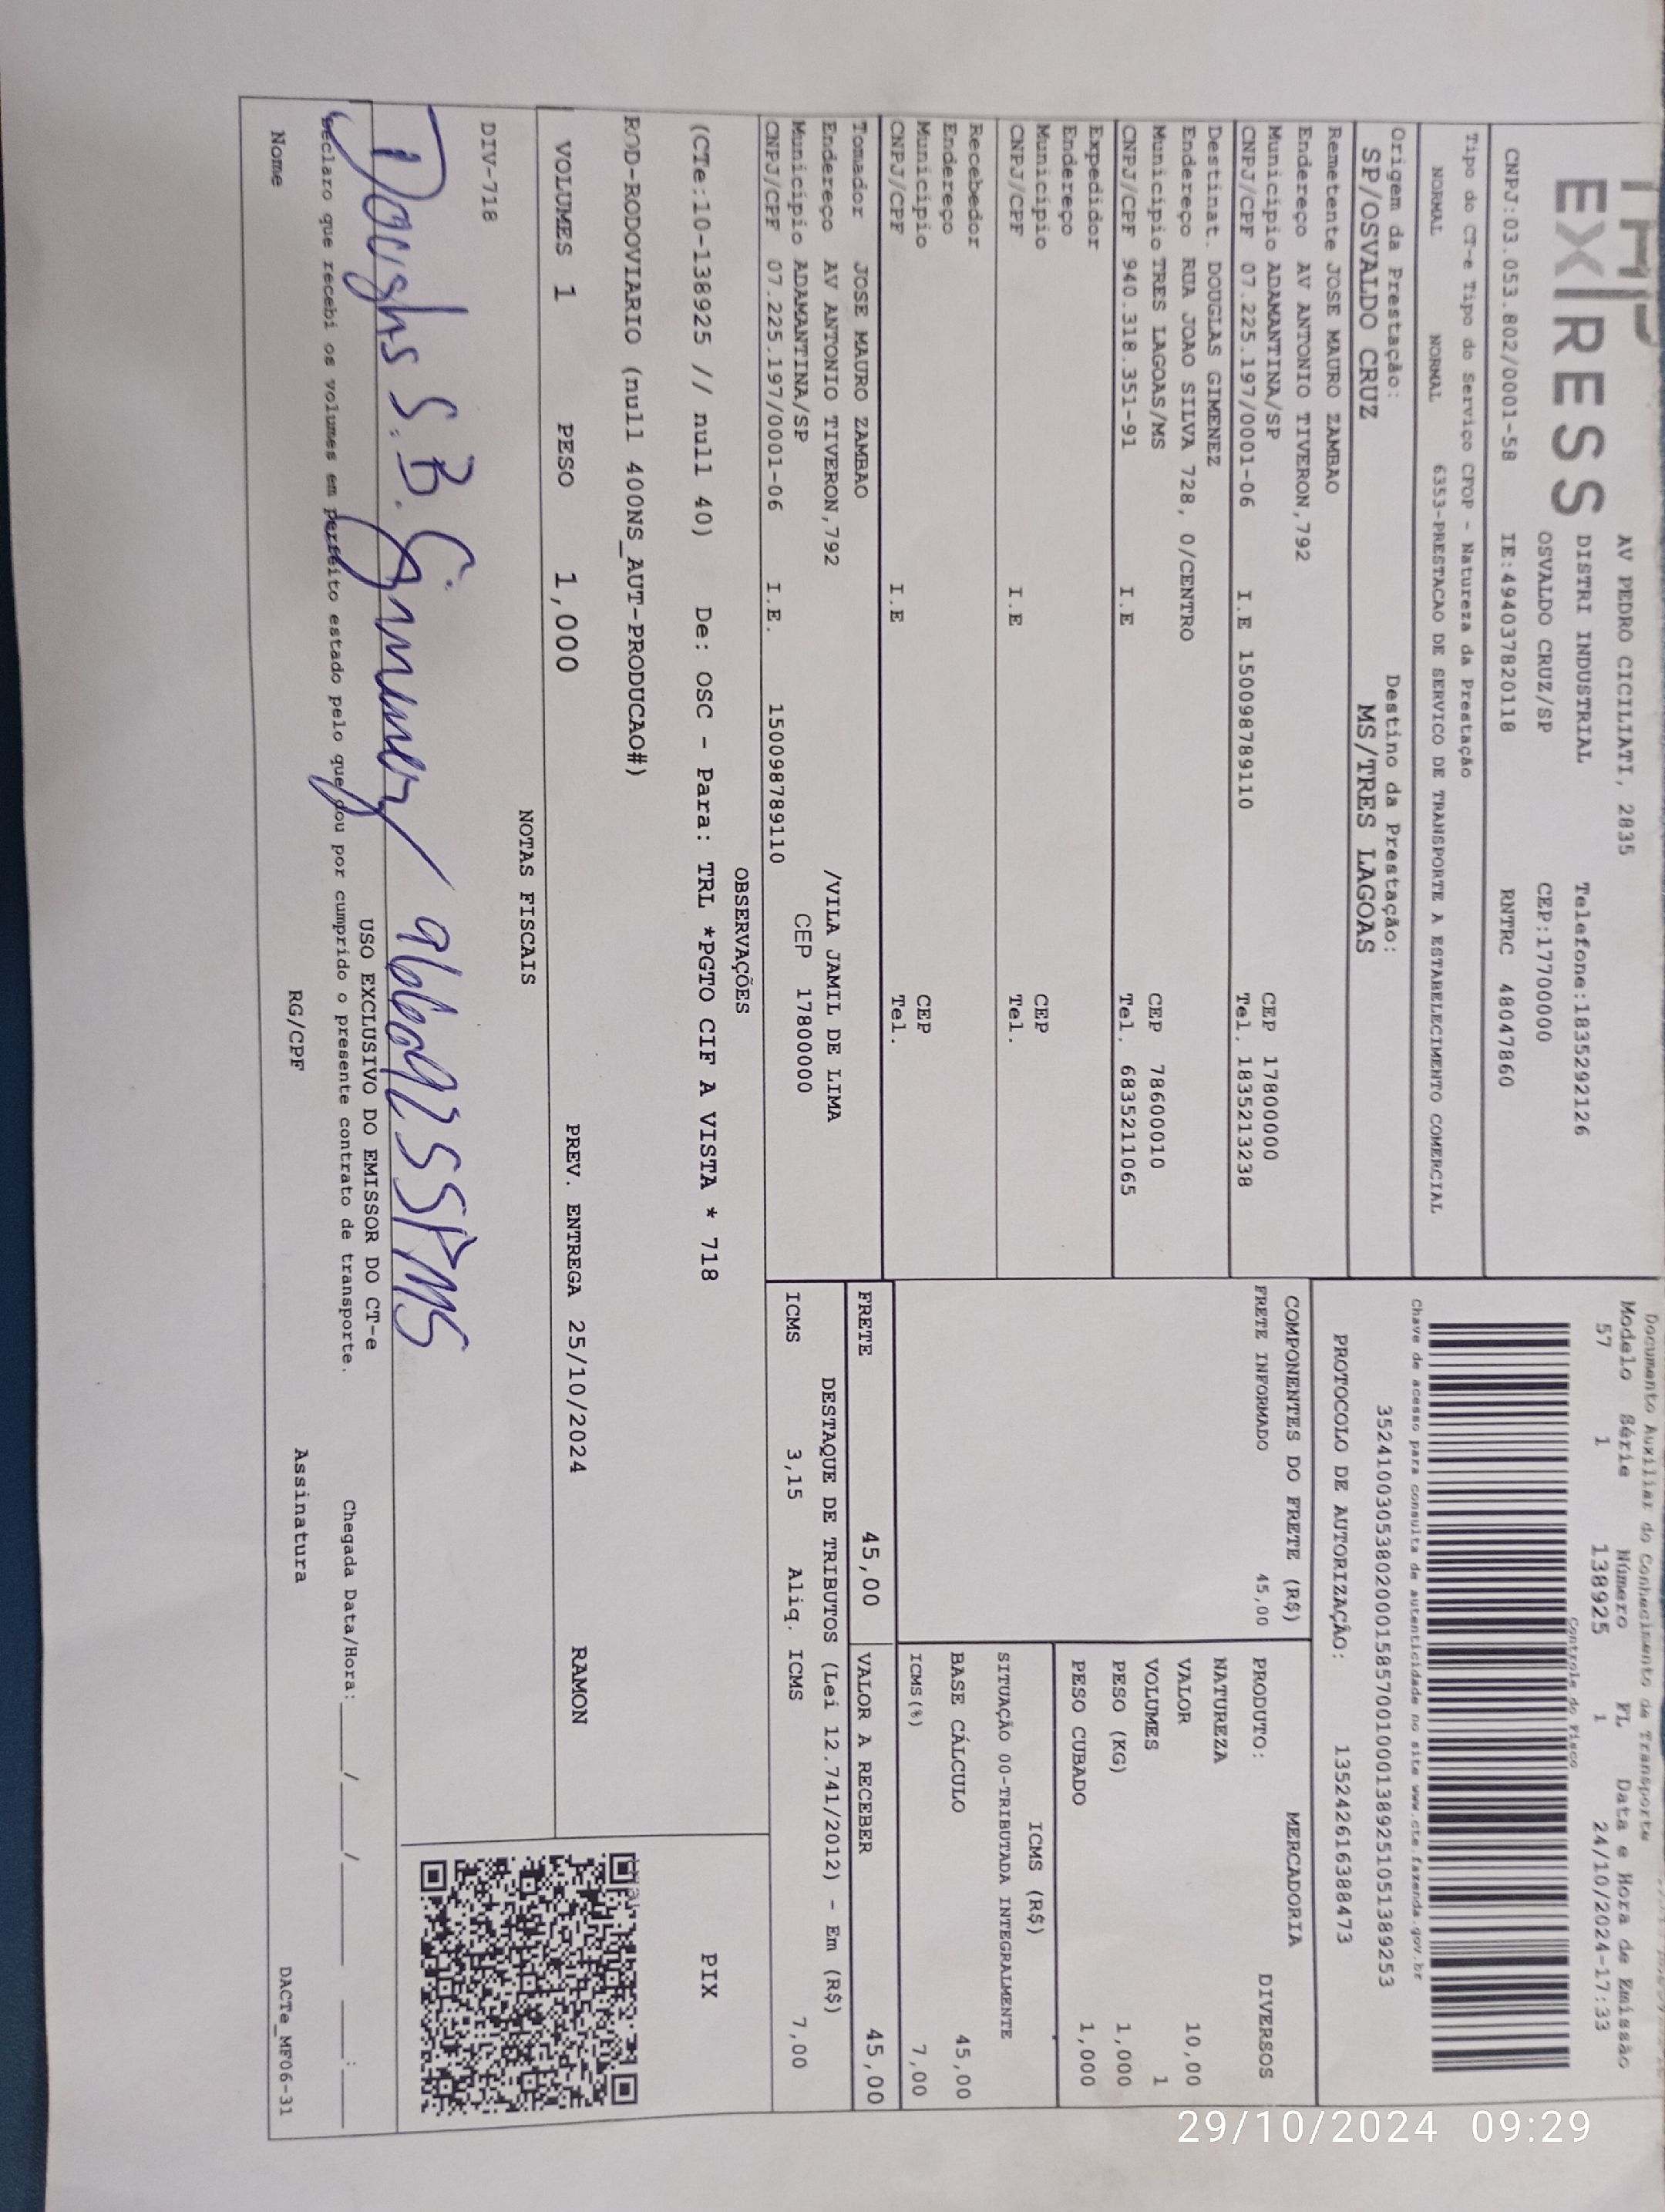 EXPRESS
AV PEDRO CICILIATI, 2835
DISTRI INDUSTRIAL Telefone:1835292126
OSVALDO CRUZ/SP CEP:17700000
CNPJ:03.053.802/0001-58 IE:494037820118 RNTRC 48047860
Tipo do CT-e Tipo do Serviço CFOP - Natureza da Prestação
NORMAL NORMAL 6353-PRESTACAO DE SERVICO DE TRANSPORTE A ESTABELECIMENTO COMERCIAL
Origem da Prestação: Destino da Prestação:
SP/OSVALDO CRUZ MS/TRES LAGOAS
Remetente JOSE MAURO ZAMBAO
Endereço AV ANTONIO TIVERON,792
Municipio ADAMANTINA/SP CEP 17800000
CNPJ/CPF 07.225.197/0001-06 I.E 150098789110 Tel. 1835213238
Destinat. DOUGLAS GIMENEZ
Endereço RUA JOAO SILVA 728, 0/CENTRO
Municipio TRES LAGOAS/MS CEP 78600010
CNPJ/CPF 940.318.351-91 I.E Tel. 6835211065
Expedidor
Endereço
Municipio CEP
CNPJ/CPF I.E Tel.
Recebedor
Endereço
Municipio CEP
CNPJ/CPF I.E Tel.
Tomador JOSE MAURO ZAMBAO
Endereço AV ANTONIO TIVERON,792 /VILA JAMIL DE LIMA
Municipio ADAMANTINA/SP CEP 17800000
CNPJ/CPF 07.225.197/0001-06 I.E. 150098789110
Documento Auxiliar do Conhecimento de Transporte
Modelo Série Número FL Data e Hora de Emissão
57 1 138925 1 24/10/2024-17:33
Controle do Fisco
Chave de acesso para consulta de autenticidade no site www.cte.fazenda.gov.br
35241003053802000158570010001389251051389253
PROTOCOLO DE AUTORIZAÇÃO: 135242616388473
COMPONENTES DO FRETE (R$)
FRETE INFORMADO 45,00
MERCADORIA
PRODUTO: DIVERSOS
NATUREZA
VALOR 10,00
VOLUMES 1
PESO (KG) 1,000
PESO CUBADO 1,000
ICMS (R$)
SITUAÇÃO 00-TRIBUTADA INTEGRALMENTE
BASE CÁLCULO 45,00
ICMS(%) 7,00
FRETE 45,00 VALOR A RECEBER 45,00
DESTAQUE DE TRIBUTOS (Lei 12.741/2012) - Em (R$)
ICMS 3,15 Aliq. ICMS 7,00
OBSERVAÇÕES
(CTe:10-138925 // null 40) De: OSC - Para: TRL *PGTO CIF A VISTA * 718
ROD-RODOVIARIO (null 400NS_AUT-PRODUCAO#)
PIX
VOLUMES 1 PESO 1,000 PREV. ENTREGA 25/10/2024 RAMON
NOTAS FISCAIS
DIV-718
Douglas S. B. Gimenez
USO EXCLUSIVO DO EMISSOR DO CT-e
Declaro que recebi os volumes em perfeito estado pelo que dou por cumprido o presente contrato de transporte. Chegada Data/Hora:____/____/____ ____:____
Nome RG/CPF Assinatura DACTe_MF06-31
29/10/2024 09:29